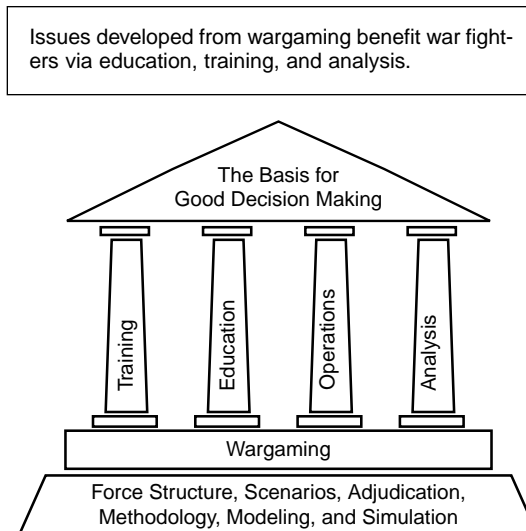 Issues developed from wargaming benefit war fight-
ers via education, training, and analysis.
The Basis for
Good Decision Making
Training
Education
Operations
Analysis
Wargaming
Force Structure, Scenarios, Adjudication,
Methodology, Modeling, and Simulation